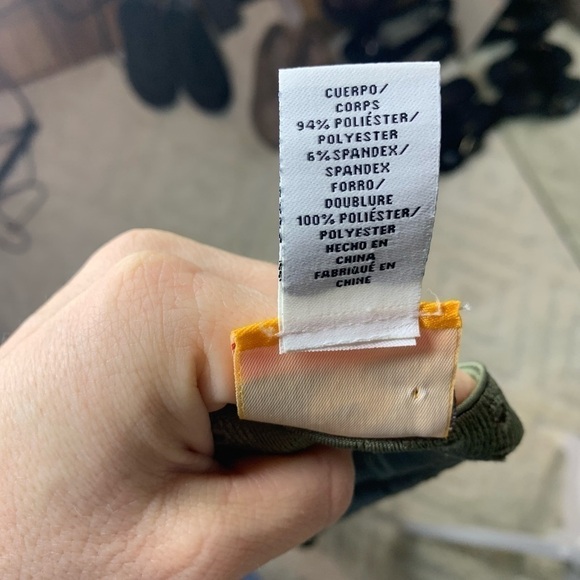 CUERPO/
CORPS
94% POLIÉSTER/
POLYESTER
6% SPANDEX/
SPANDEX
FORRO/
DOUBLURE
100% POLIÉSTER/
POLYESTER
HECHO EN
CHINA
FABRIQUÉ EN
CHINE